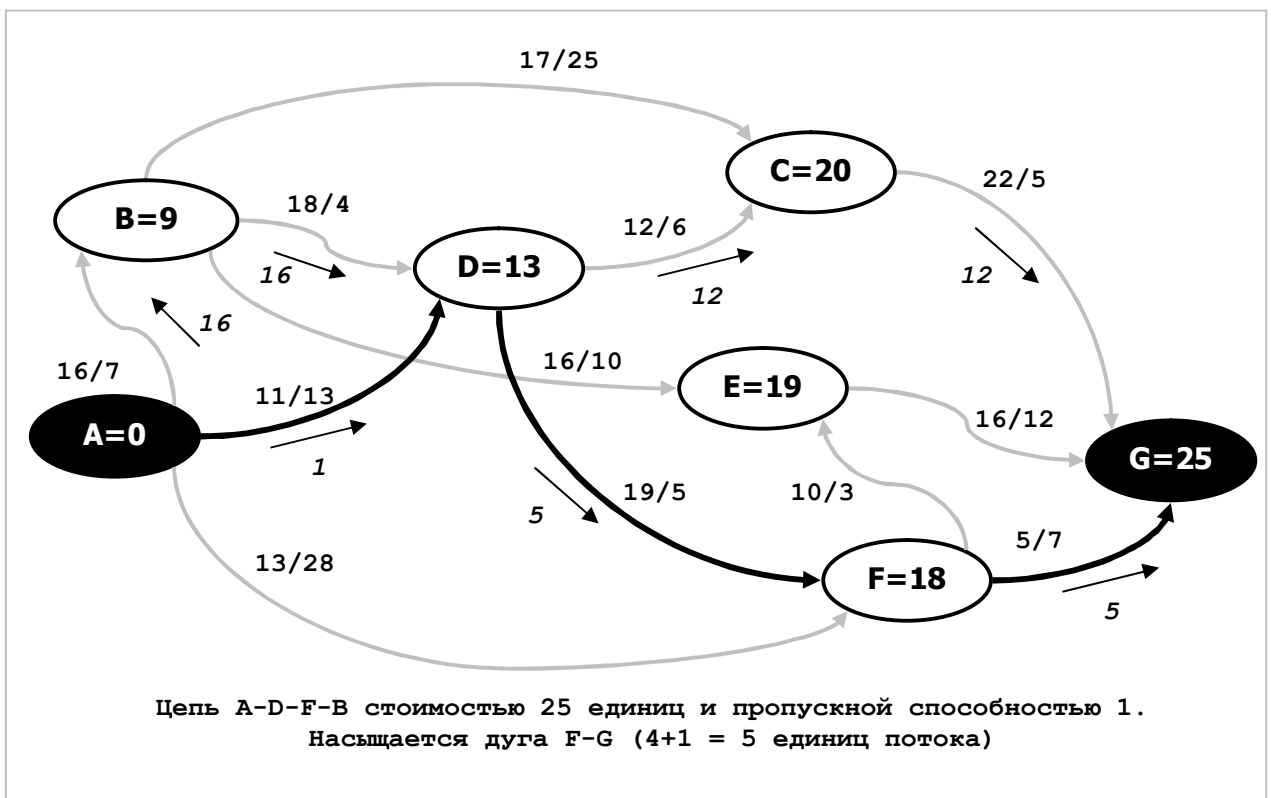 17/25
C=20
22/5
B=9
18/4
12/6
D=13
16
12
12
16
16/7
16/10
E=19
11/13
16/12
A=0
G=25
1
5
19/5
10/3
5/7
13/28
F=18
5
Цепь A-D-F-B стоимостью 25 единиц и пропускной способностью 1.
Насыщается дуга F-G (4+1 = 5 единиц потока)